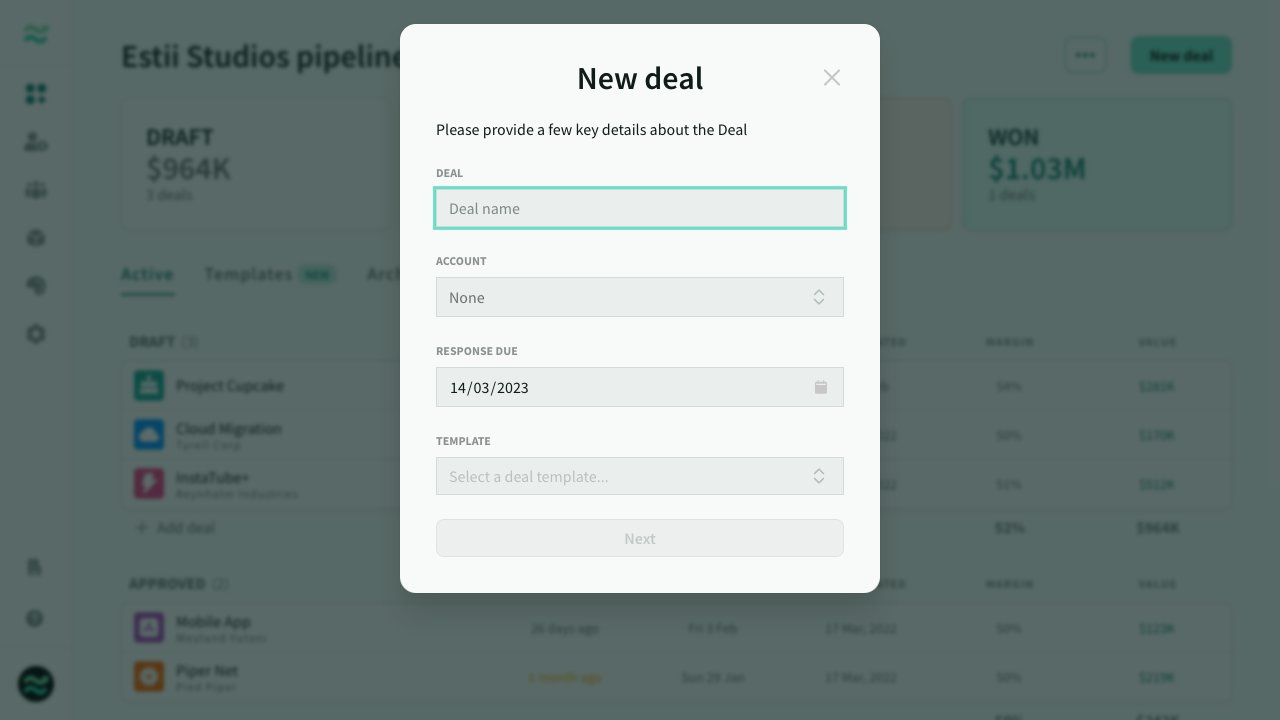 Estii Studios pipeline
New deal
DRAFT
$964K
3 deals
WON
$1.03M
1 deals
Active Templates NEW
New deal
Please provide a few key details about the Deal
DEAL
Deal name
ACCOUNT
None
RESPONSE DUE
14/03/2023
TEMPLATE
Select a deal template...
Next
DRAFT (3) MARGIN VALUE
Project Cupcake 54% $282K
Cloud Migration 50% $170K
Tyrell Corp
InstaTube+ 51% $512K
Reynholm Industries
Add deal 52% $964K
APPROVED (2) MARGIN VALUE
Mobile App 26 days ago Fri 3 Feb 17 Mar, 2022 50% $123K
Weyland-Yutani
Piper Net 1 month ago Sun 29 Jan 17 Mar, 2022 50% $219K
Pied Piper